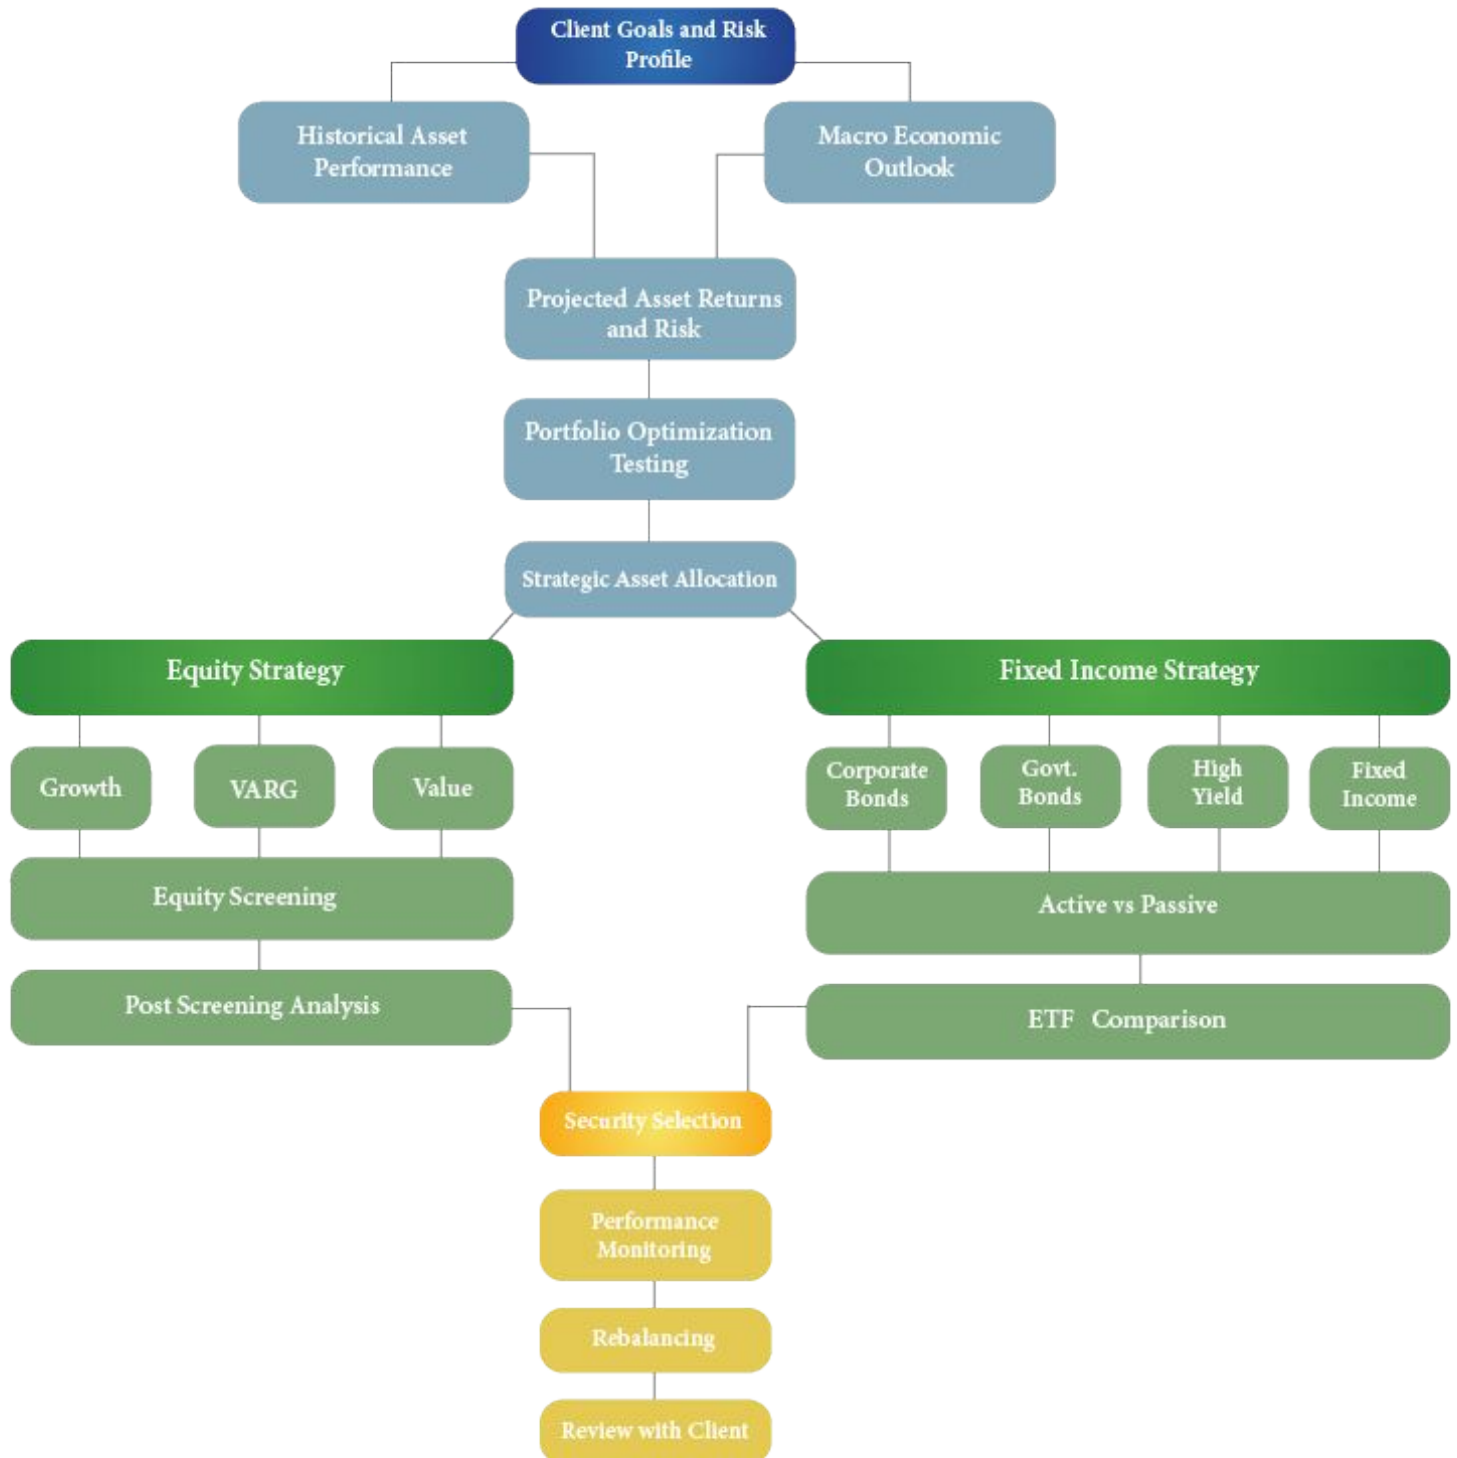 Client Goals and Risk
Profile
Historical Asset
Performance
Macro Economic
Outlook
Projected Asset Returns
and Risk
Portfolio Optimization
Testing
Strategic Asset Allocation
Equity Strategy
Growth
VARG
Value
Equity Screening
Post Screening Analysis
Fixed Income Strategy
Corporate
Bonds
Govt.
Bonds
High
Yield
Fixed
Income
Active vs Passive
ETF Comparison
Security Selection
Performance
Monitoring
Rebalancing
Review with Client